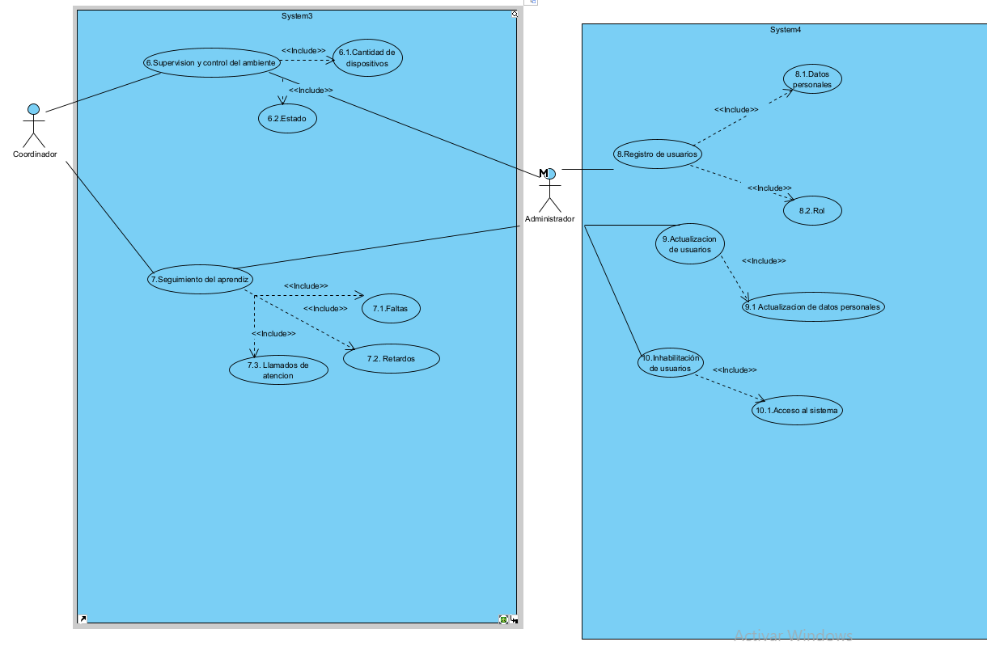 System3
6.Supervision y control del ambiente
<<Include>>
6.1.Cantidad de
dispositivos
<<Include>>
6.2.Estado
Coordinador
7.Seguimiento del aprendiz
<<Include>>
7.1.Faltas
<<Include>>
7.2. Retardos
<<Include>>
7.3. Llamados de
atencion
M
Administrador
System4
8.Registro de usuarios
<<Include>>
8.1.Datos
personales
<<Include>>
8.2.Rol
9.Actualizacion
de usuarios
<<Include>>
9.1 Actualizacion de datos personales
10.Inhabilitación
de usuarios
<<Include>>
10.1.Acceso al sistema
Activar Windows